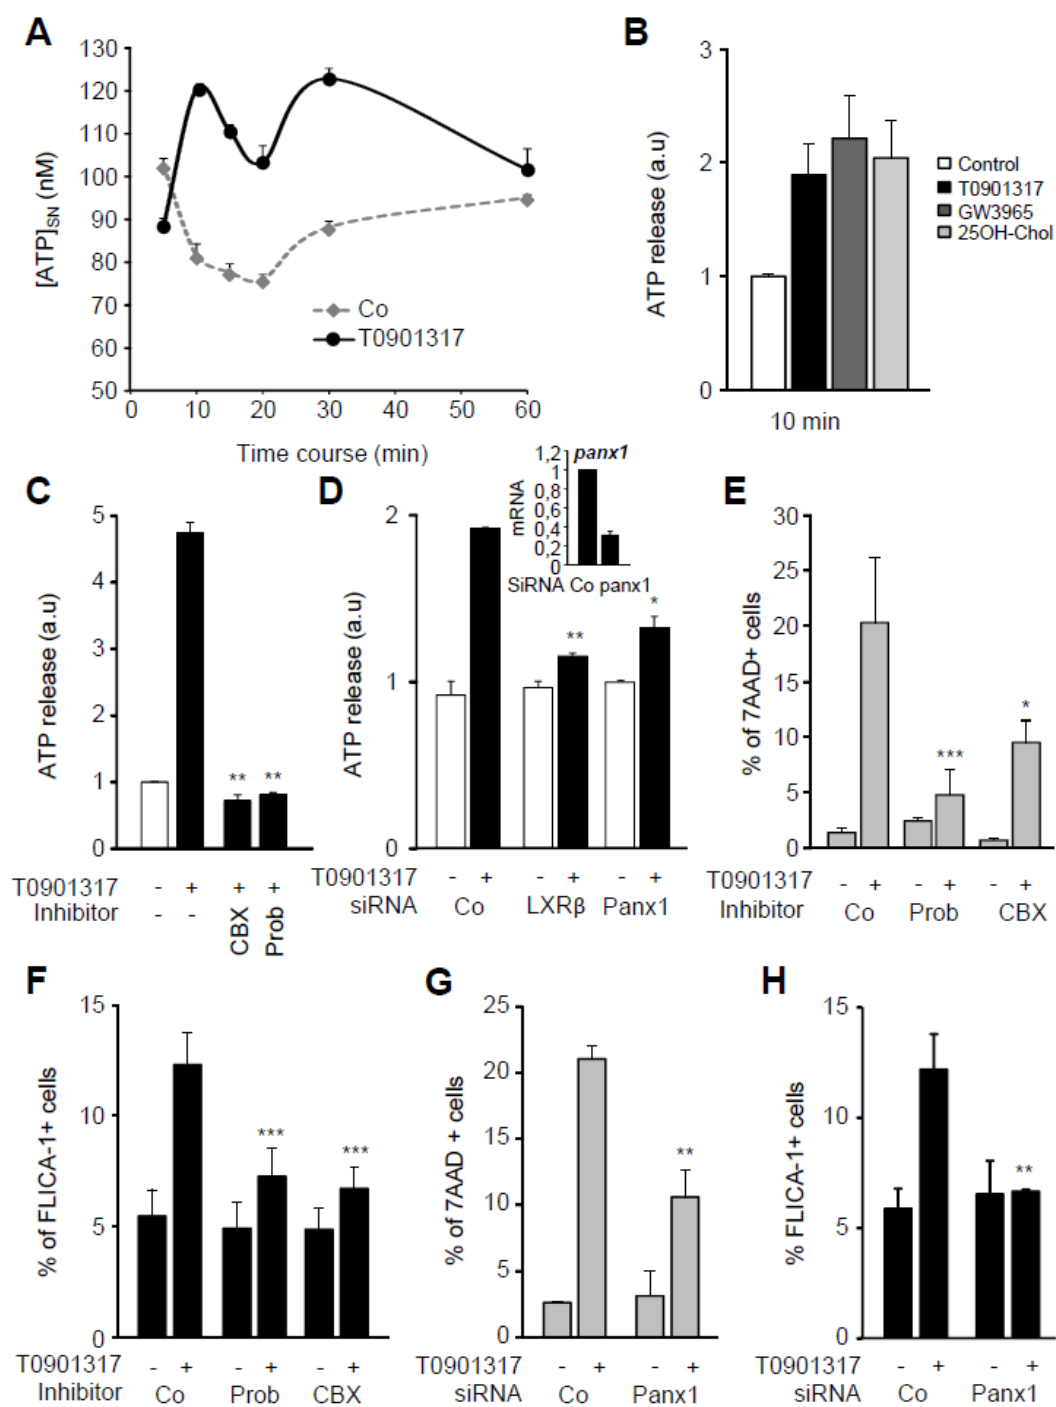 A
130
120
110
100
90
80
70
60
50
[ATP]SN (nM)
Co
T0901317
0 10 20 30 40 50 60
Time course (min)
B
3
2
1
0
ATP release (a.u)
10 min
Control
T0901317
GW3965
25OH-Chol
C
5
4
3
2
1
0
ATP release (a.u)
** **
T0901317 - + + +
Inhibitor - - CBX Prob
D
2
1
0
ATP release (a.u)
** *
1,2
1
0,8
0,6
0,4
0,2
0
mRNA
panx1
SiRNA Co panx1
T0901317 - + - + - +
siRNA Co LXRβ Panx1
E
30
25
20
15
10
5
0
% of 7AAD+ cells
*** *
T0901317 - + - + - +
Inhibitor Co Prob CBX
F
15
10
5
0
% of FLICA-1+ cells
*** ***
T0901317 - + - + - +
Inhibitor Co Prob CBX
G
25
20
15
10
5
0
% of 7AAD + cells
**
T0901317 - + - +
siRNA Co Panx1
H
15
10
5
0
% FLICA-1+ cells
**
T0901317 - + - +
siRNA Co Panx1